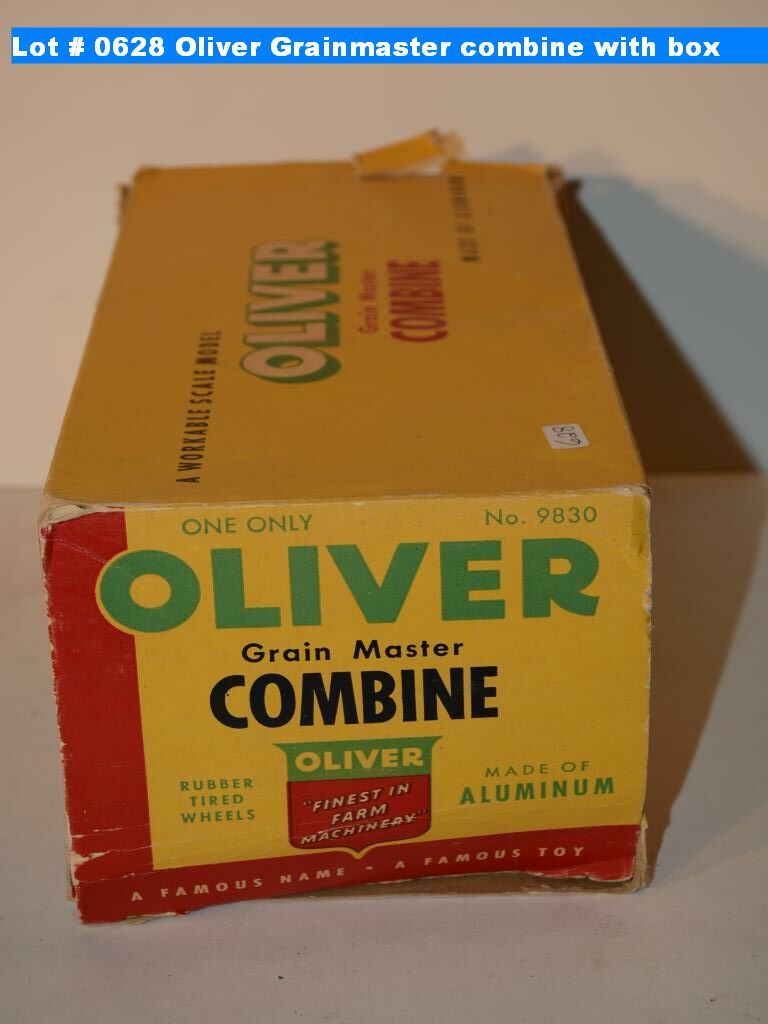 Lot # 0628 Oliver Grainmaster combine with box
A WORKABLE SCALE MODEL
OLIVER
Grain Master
COMBINE
MADE OF ALUMINUM
628
ONE ONLY
No. 9830
OLIVER
Grain Master
COMBINE
OLIVER
"FINEST IN
FARM
MACHINERY"
RUBBER
TIRED
WHEELS
MADE OF
ALUMINUM
A FAMOUS NAME - A FAMOUS TOY